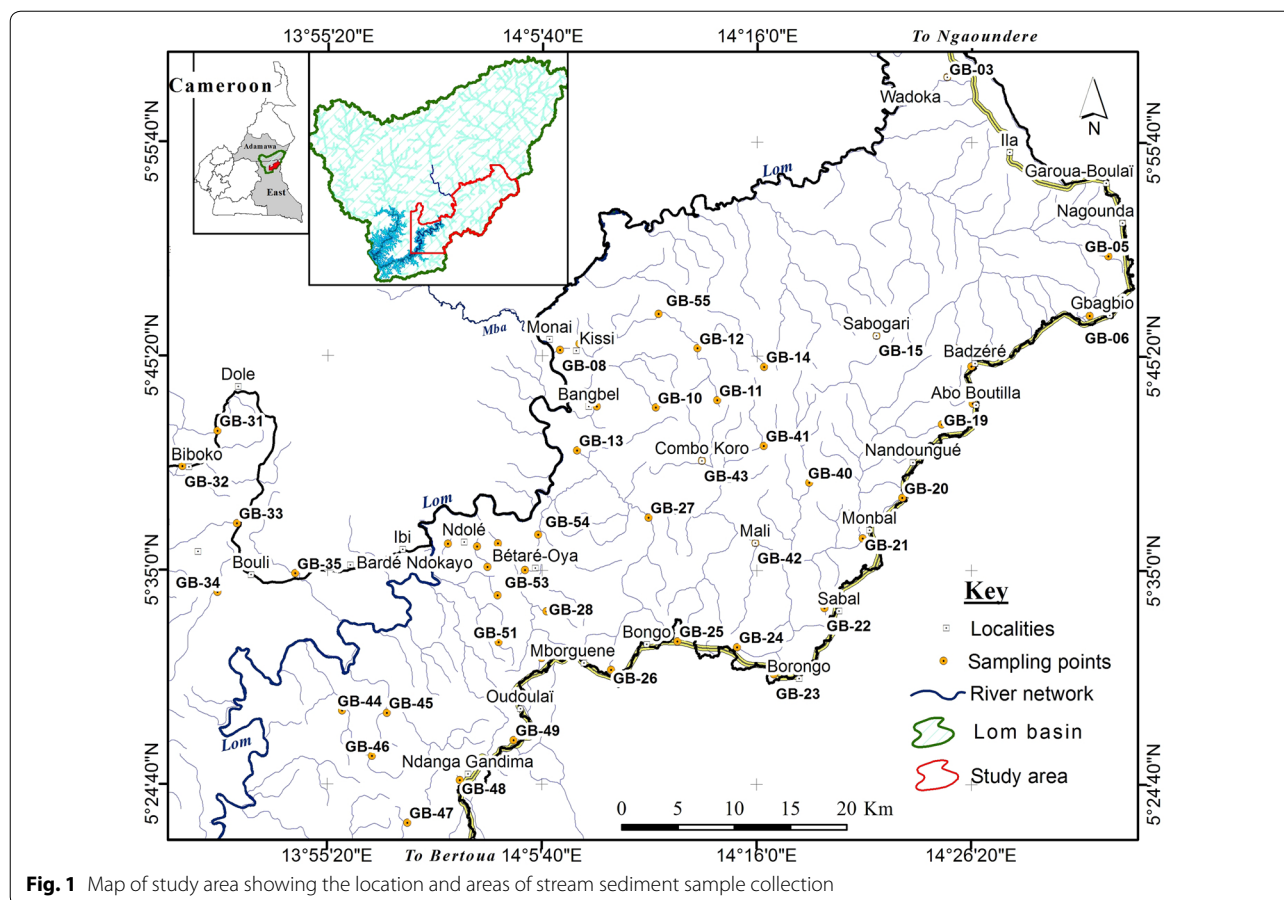 13°55'20"E 14°5'40"E 14°16'0"E To Ngaoundere
Cameroon
Adamawa
East
GB-03
Wadoka
N
5°55'40"N
5°55'40"N
Ila
Lom
Garoua-Boulaï
Nagounda
GB-05
GB-55
Gbagbio
Mba
Monai
Kissi
Sabogari
GB-06
GB-12
GB-14
GB-15
Badzéré
5°45'20"N
5°45'20"N
GB-08
Dole
Bangbel
GB-10
GB-11
Abo Boutilla
GB-31
GB-19
GB-13
Combo Koro
GB-41
Biboko
GB-43
Nandoungué
GB-32
GB-40
GB-20
Lom
GB-33
GB-54
GB-27
Ndolé
Monbal
Ibi
Mali
GB-21
Bétaré-Oya
GB-42
Bouli
GB-35
Bardé Ndokayo
5°35'0"N
5°35'0"N
GB-34
GB-53
Key
Sabal
GB-28
GB-22
Localities
GB-51
Bongo
GB-25
GB-24
Mborguene
Sampling points
Borongo
GB-26
GB-23
River network
Oudoulaï
GB-44
GB-45
Lom basin
Lom
GB-46
GB-49
Ndanga Gandima
Study area
5°24'40"N
5°24'40"N
GB-48
0 5 10 15 20 Km
GB-47
13°55'20"E To Bertoua 14°5'40"E 14°16'0"E 14°26'20"E
Fig. 1 Map of study area showing the location and areas of stream sediment sample collection